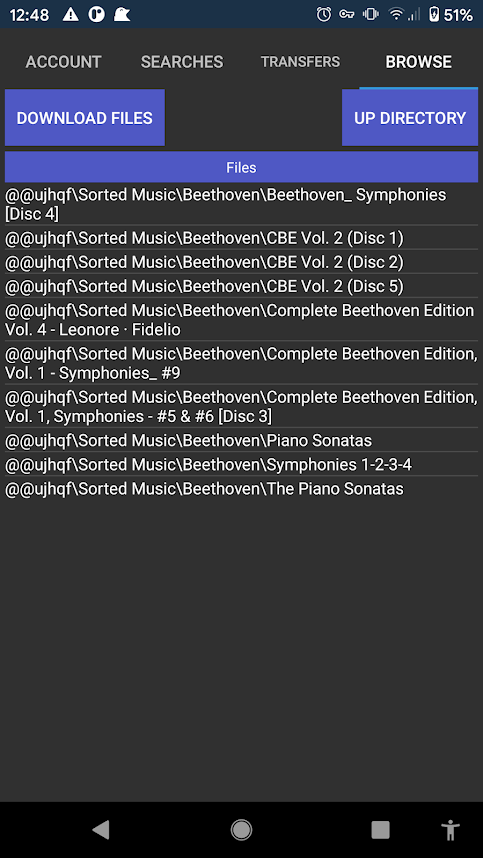 12:48
51%
ACCOUNT
SEARCHES
TRANSFERS
BROWSE
DOWNLOAD FILES
UP DIRECTORY
Files
@@ujhqf\Sorted Music\Beethoven\Beethoven_ Symphonies
[Disc 4]
@@ujhqf\Sorted Music\Beethoven\CBE Vol. 2 (Disc 1)
@@ujhqf\Sorted Music\Beethoven\CBE Vol. 2 (Disc 2)
@@ujhqf\Sorted Music\Beethoven\CBE Vol. 2 (Disc 5)
@@ujhqf\Sorted Music\Beethoven\Complete Beethoven Edition
Vol. 4 - Leonore · Fidelio
@@ujhqf\Sorted Music\Beethoven\Complete Beethoven Edition,
Vol. 1 - Symphonies_ #9
@@ujhqf\Sorted Music\Beethoven\Complete Beethoven Edition,
Vol. 1, Symphonies - #5 & #6 [Disc 3]
@@ujhqf\Sorted Music\Beethoven\Piano Sonatas
@@ujhqf\Sorted Music\Beethoven\Symphonies 1-2-3-4
@@ujhqf\Sorted Music\Beethoven\The Piano Sonatas